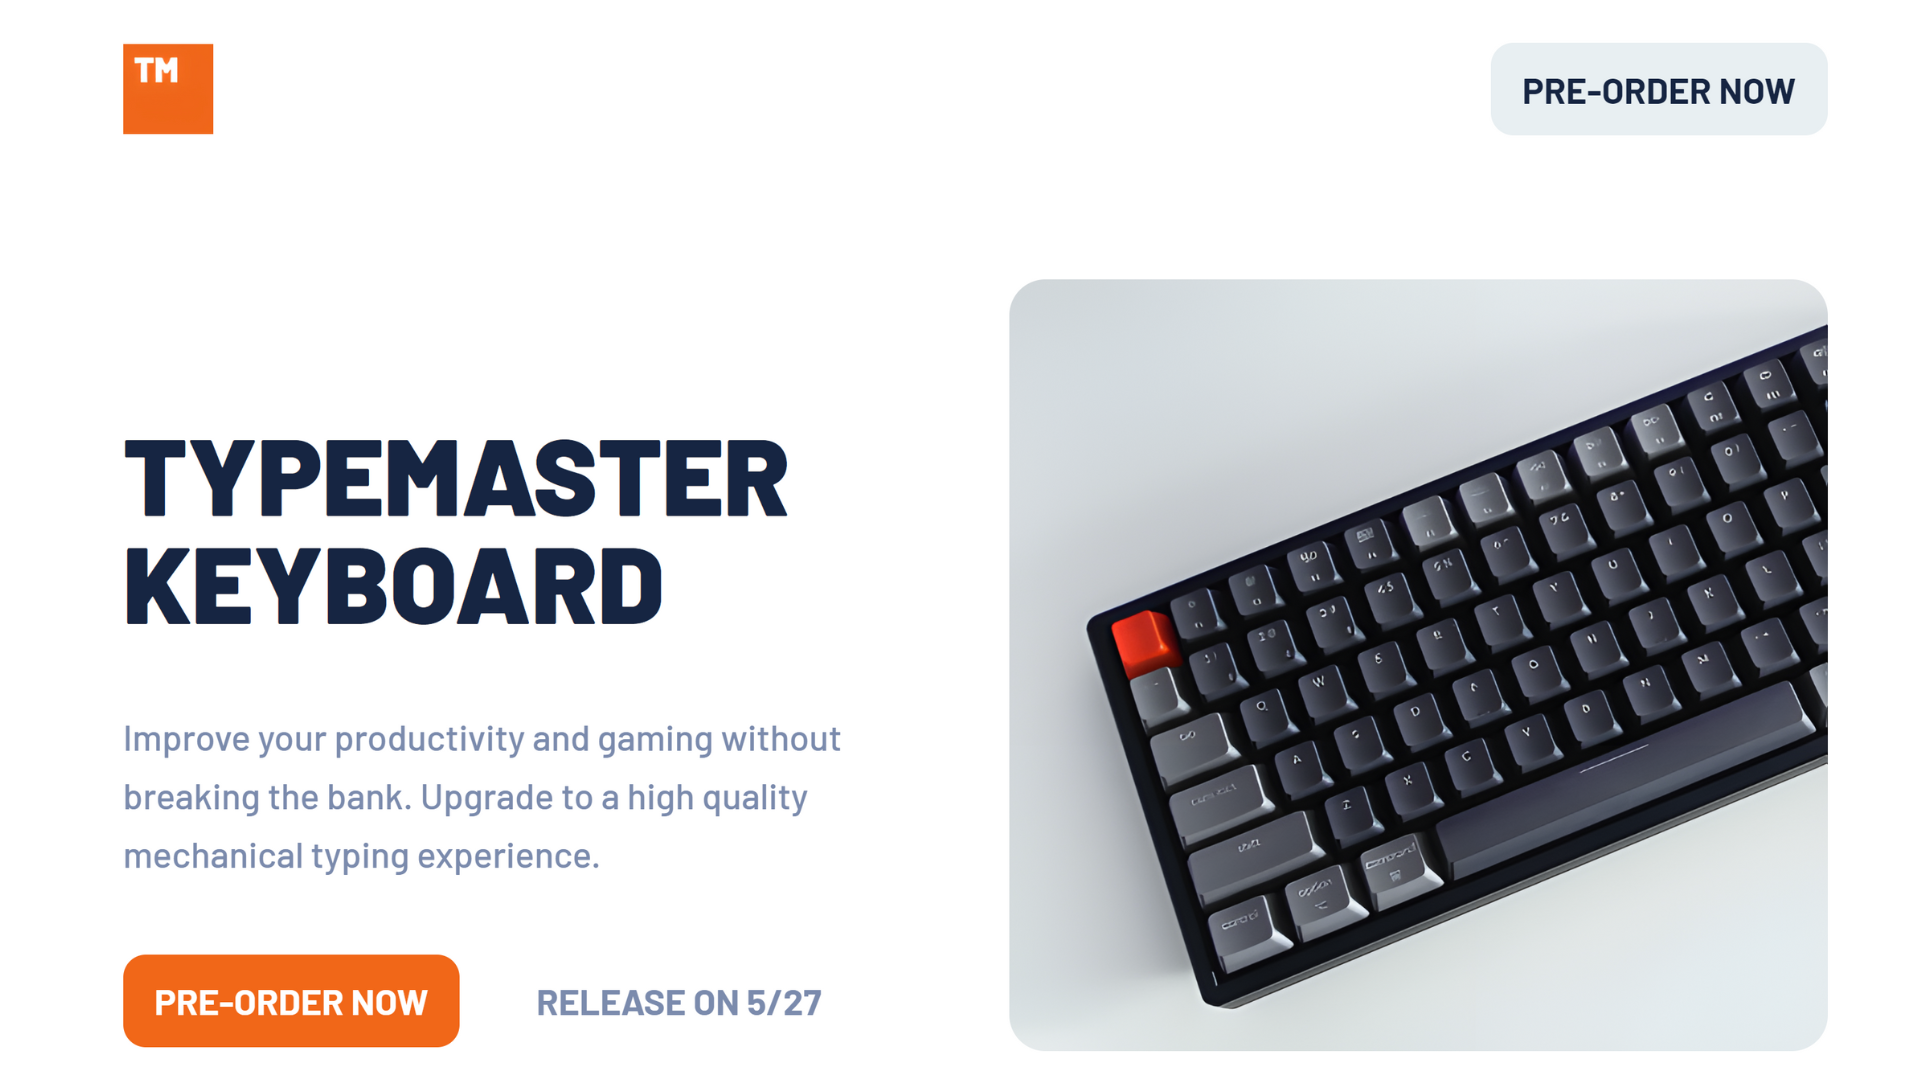 TM
PRE-ORDER NOW
TYPEMASTER
KEYBOARD
Improve your productivity and gaming without
breaking the bank. Upgrade to a high quality
mechanical typing experience.
PRE-ORDER NOW
RELEASE ON 5/27